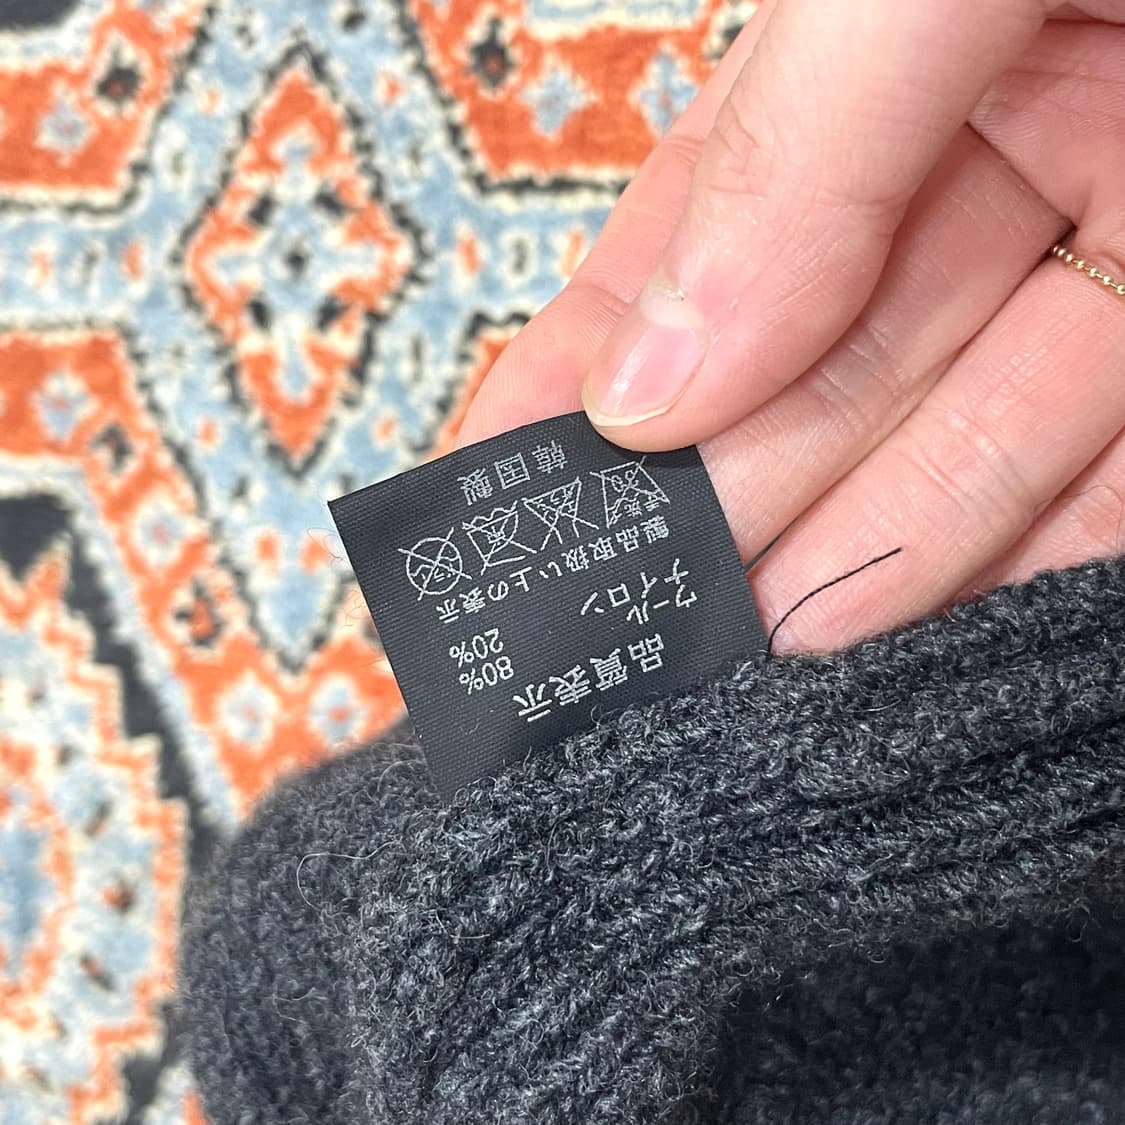 品質表示
ウール 80%
ナイロン 20%
製品取扱い上の表示
韓国製